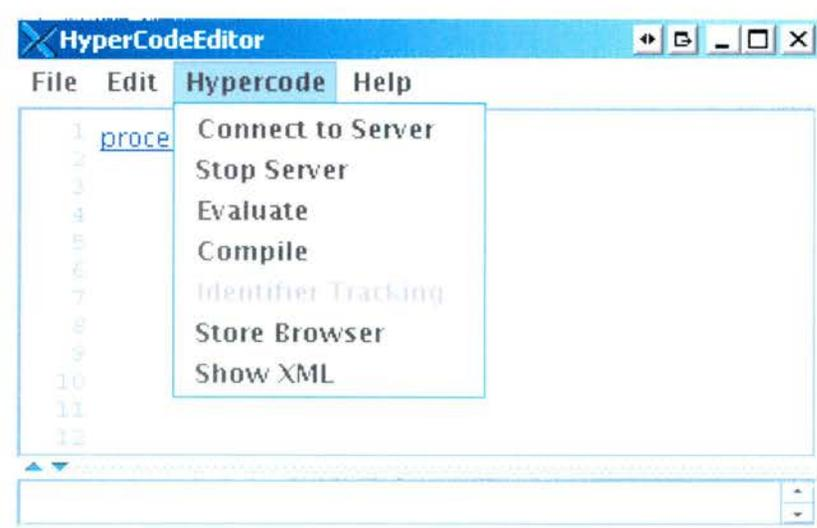 HyperCodeEditor
File Edit Hypercode Help
1 proce
2
3
4
5
6
7
8
9
10
11
12
Connect to Server
Stop Server
Evaluate
Compile
Identifier Tracking
Store Browser
Show XML